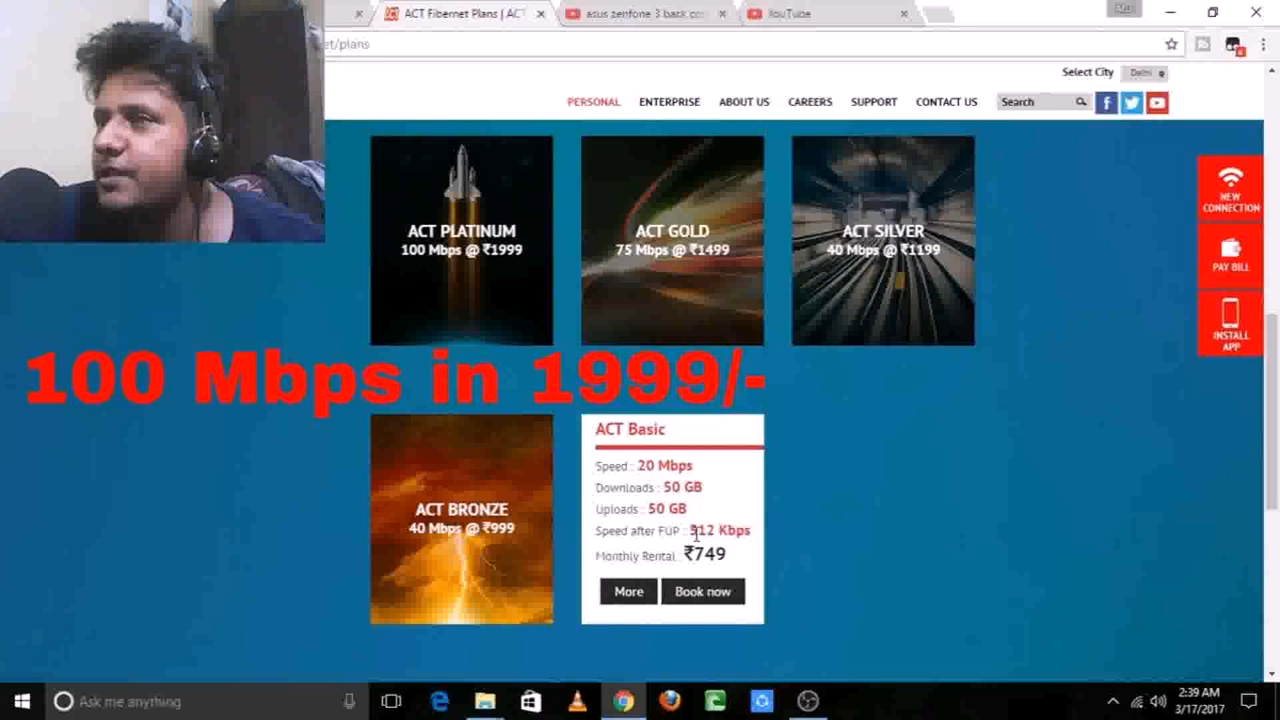 ACT Fibernet Plans | ACT
asus zenfone 3 back
YouTube
et/plans
Select City
Delhi
PERSONAL
ENTERPRISE
ABOUT US
CAREERS
SUPPORT
CONTACT US
Search
ACT PLATINUM
100 Mbps @ ₹1999
ACT GOLD
75 Mbps @ ₹1499
ACT SILVER
40 Mbps @ ₹1199
NEW
CONNECTION
PAY BILL
INSTALL
APP
100 Mbps in 1999/-
ACT BRONZE
40 Mbps @ ₹999
ACT Basic
Speed : 20 Mbps
Downloads : 50 GB
Uploads : 50 GB
Speed after FUP : 512 Kbps
Monthly Rental : ₹749
More
Book now
Ask me anything
2:39 AM
3/17/2017